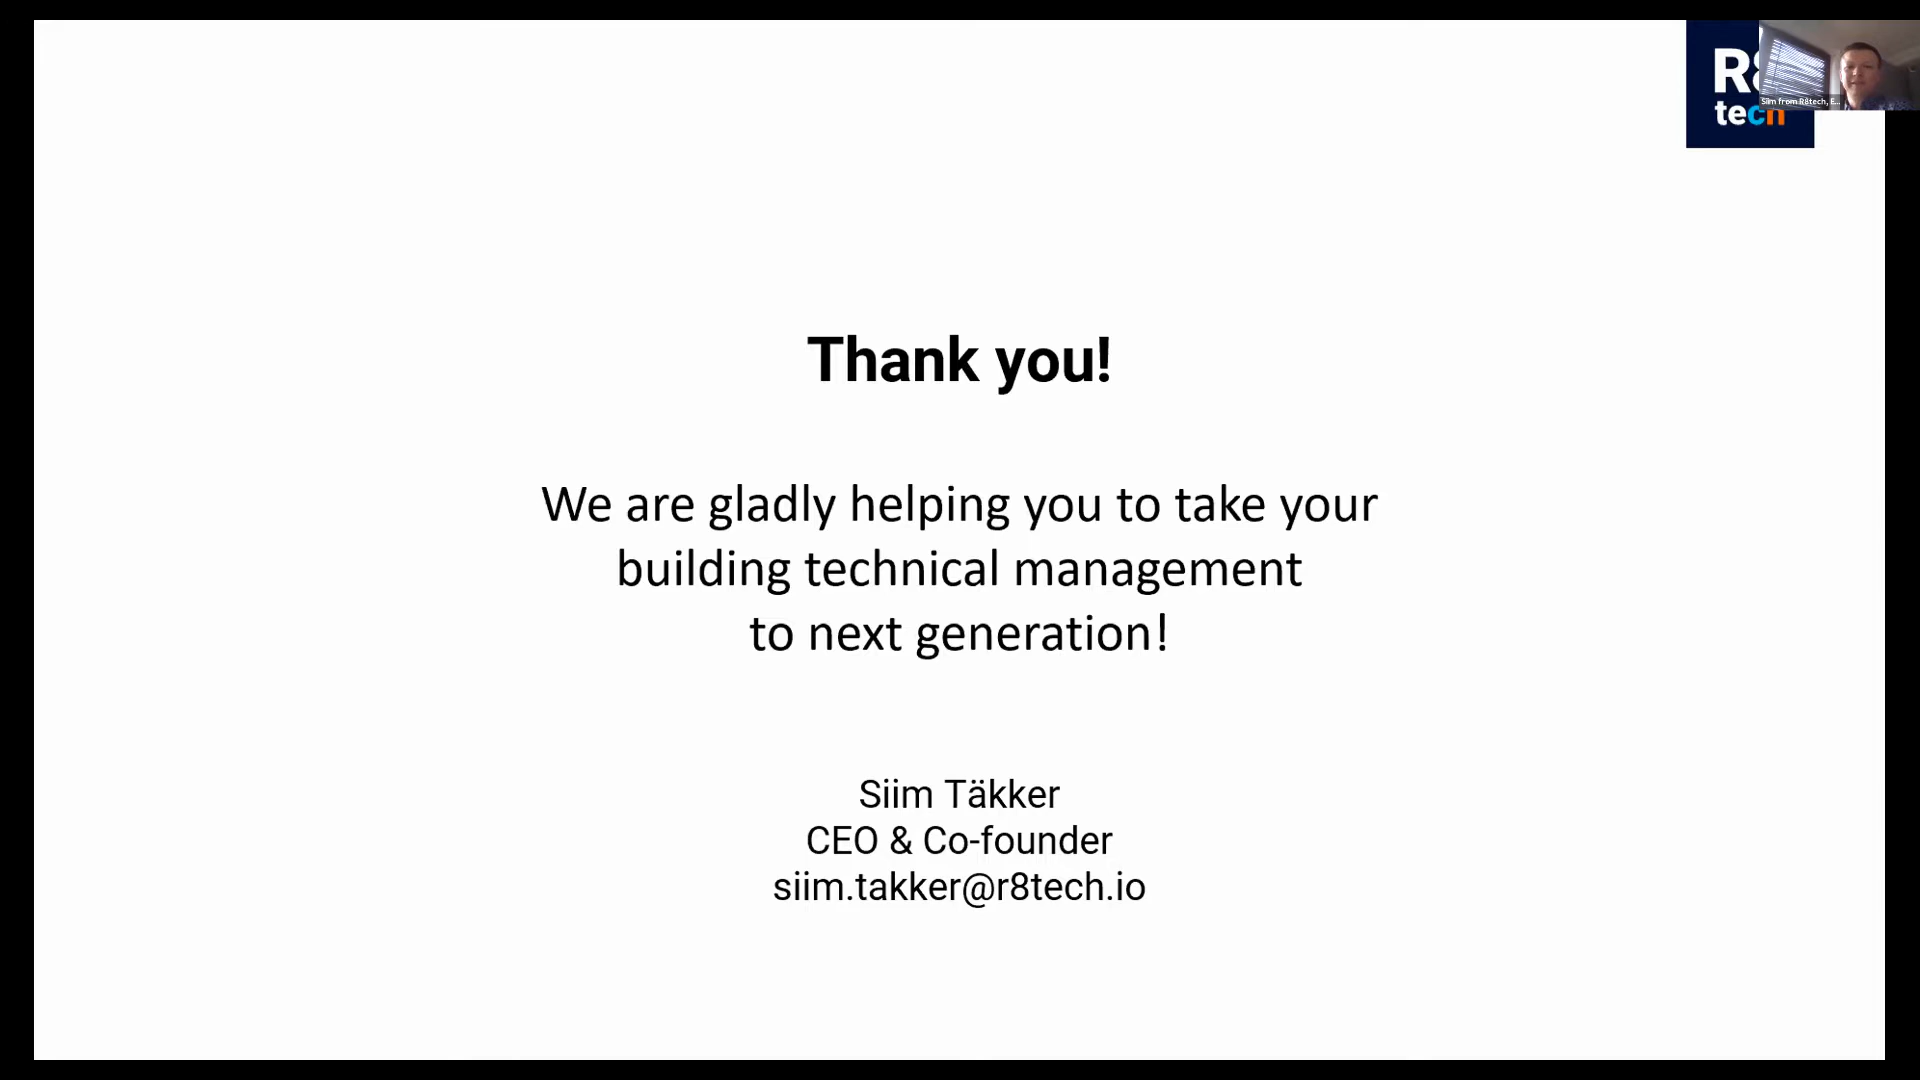 R8
tech
Siim from R8tech, E...
Thank you!
We are gladly helping you to take your
building technical management
to next generation!
Siim Täkker
CEO & Co-founder
siim.takker@r8tech.io